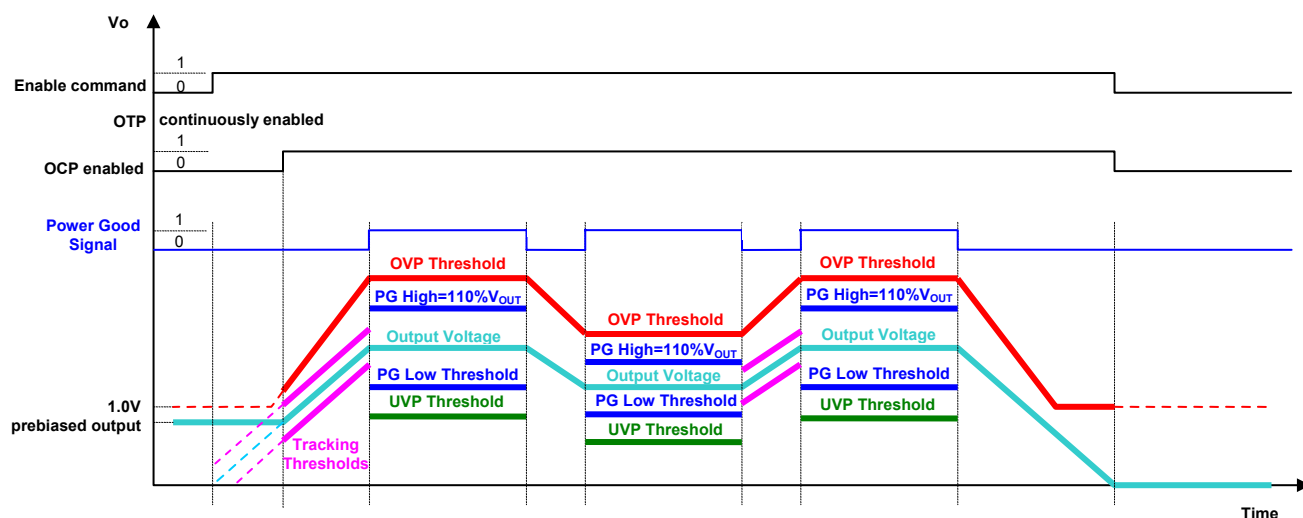 Vo
1
Enable command
0
OTP
continuously enabled
1
OCP enabled
0
Power Good
Signal
1
0
OVP Threshold
PG High=110%VOUT
Output Voltage
PG Low Threshold
UVP Threshold
OVP Threshold
PG High=110%VOUT
Output Voltage
PG Low Threshold
UVP Threshold
OVP Threshold
PG High=110%VOUT
Output Voltage
PG Low Threshold
UVP Threshold
1.0V
prebiased output
Tracking
Thresholds
Time